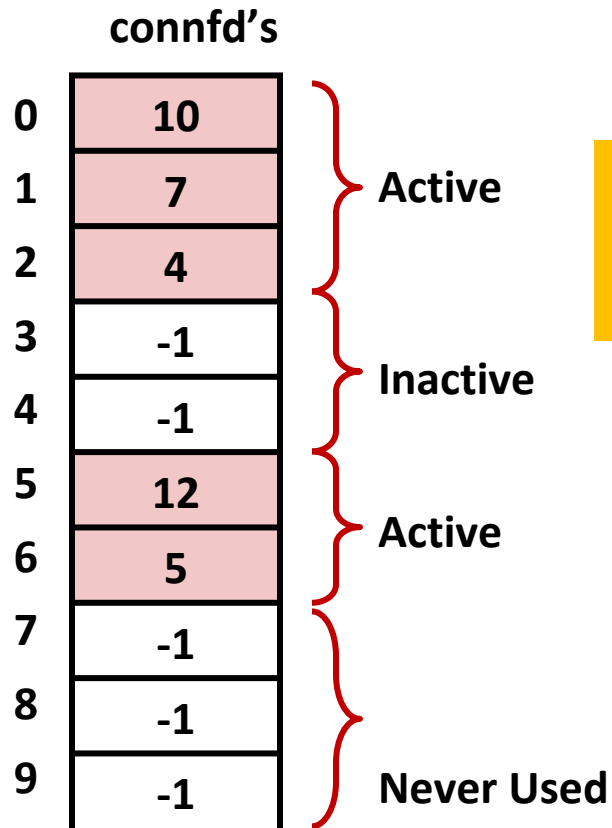 connfd’s
0 10
1 7 Active
2 4
3 -1
4 -1 Inactive
5 12
6 5 Active
7 -1
8 -1
9 -1 Never Used